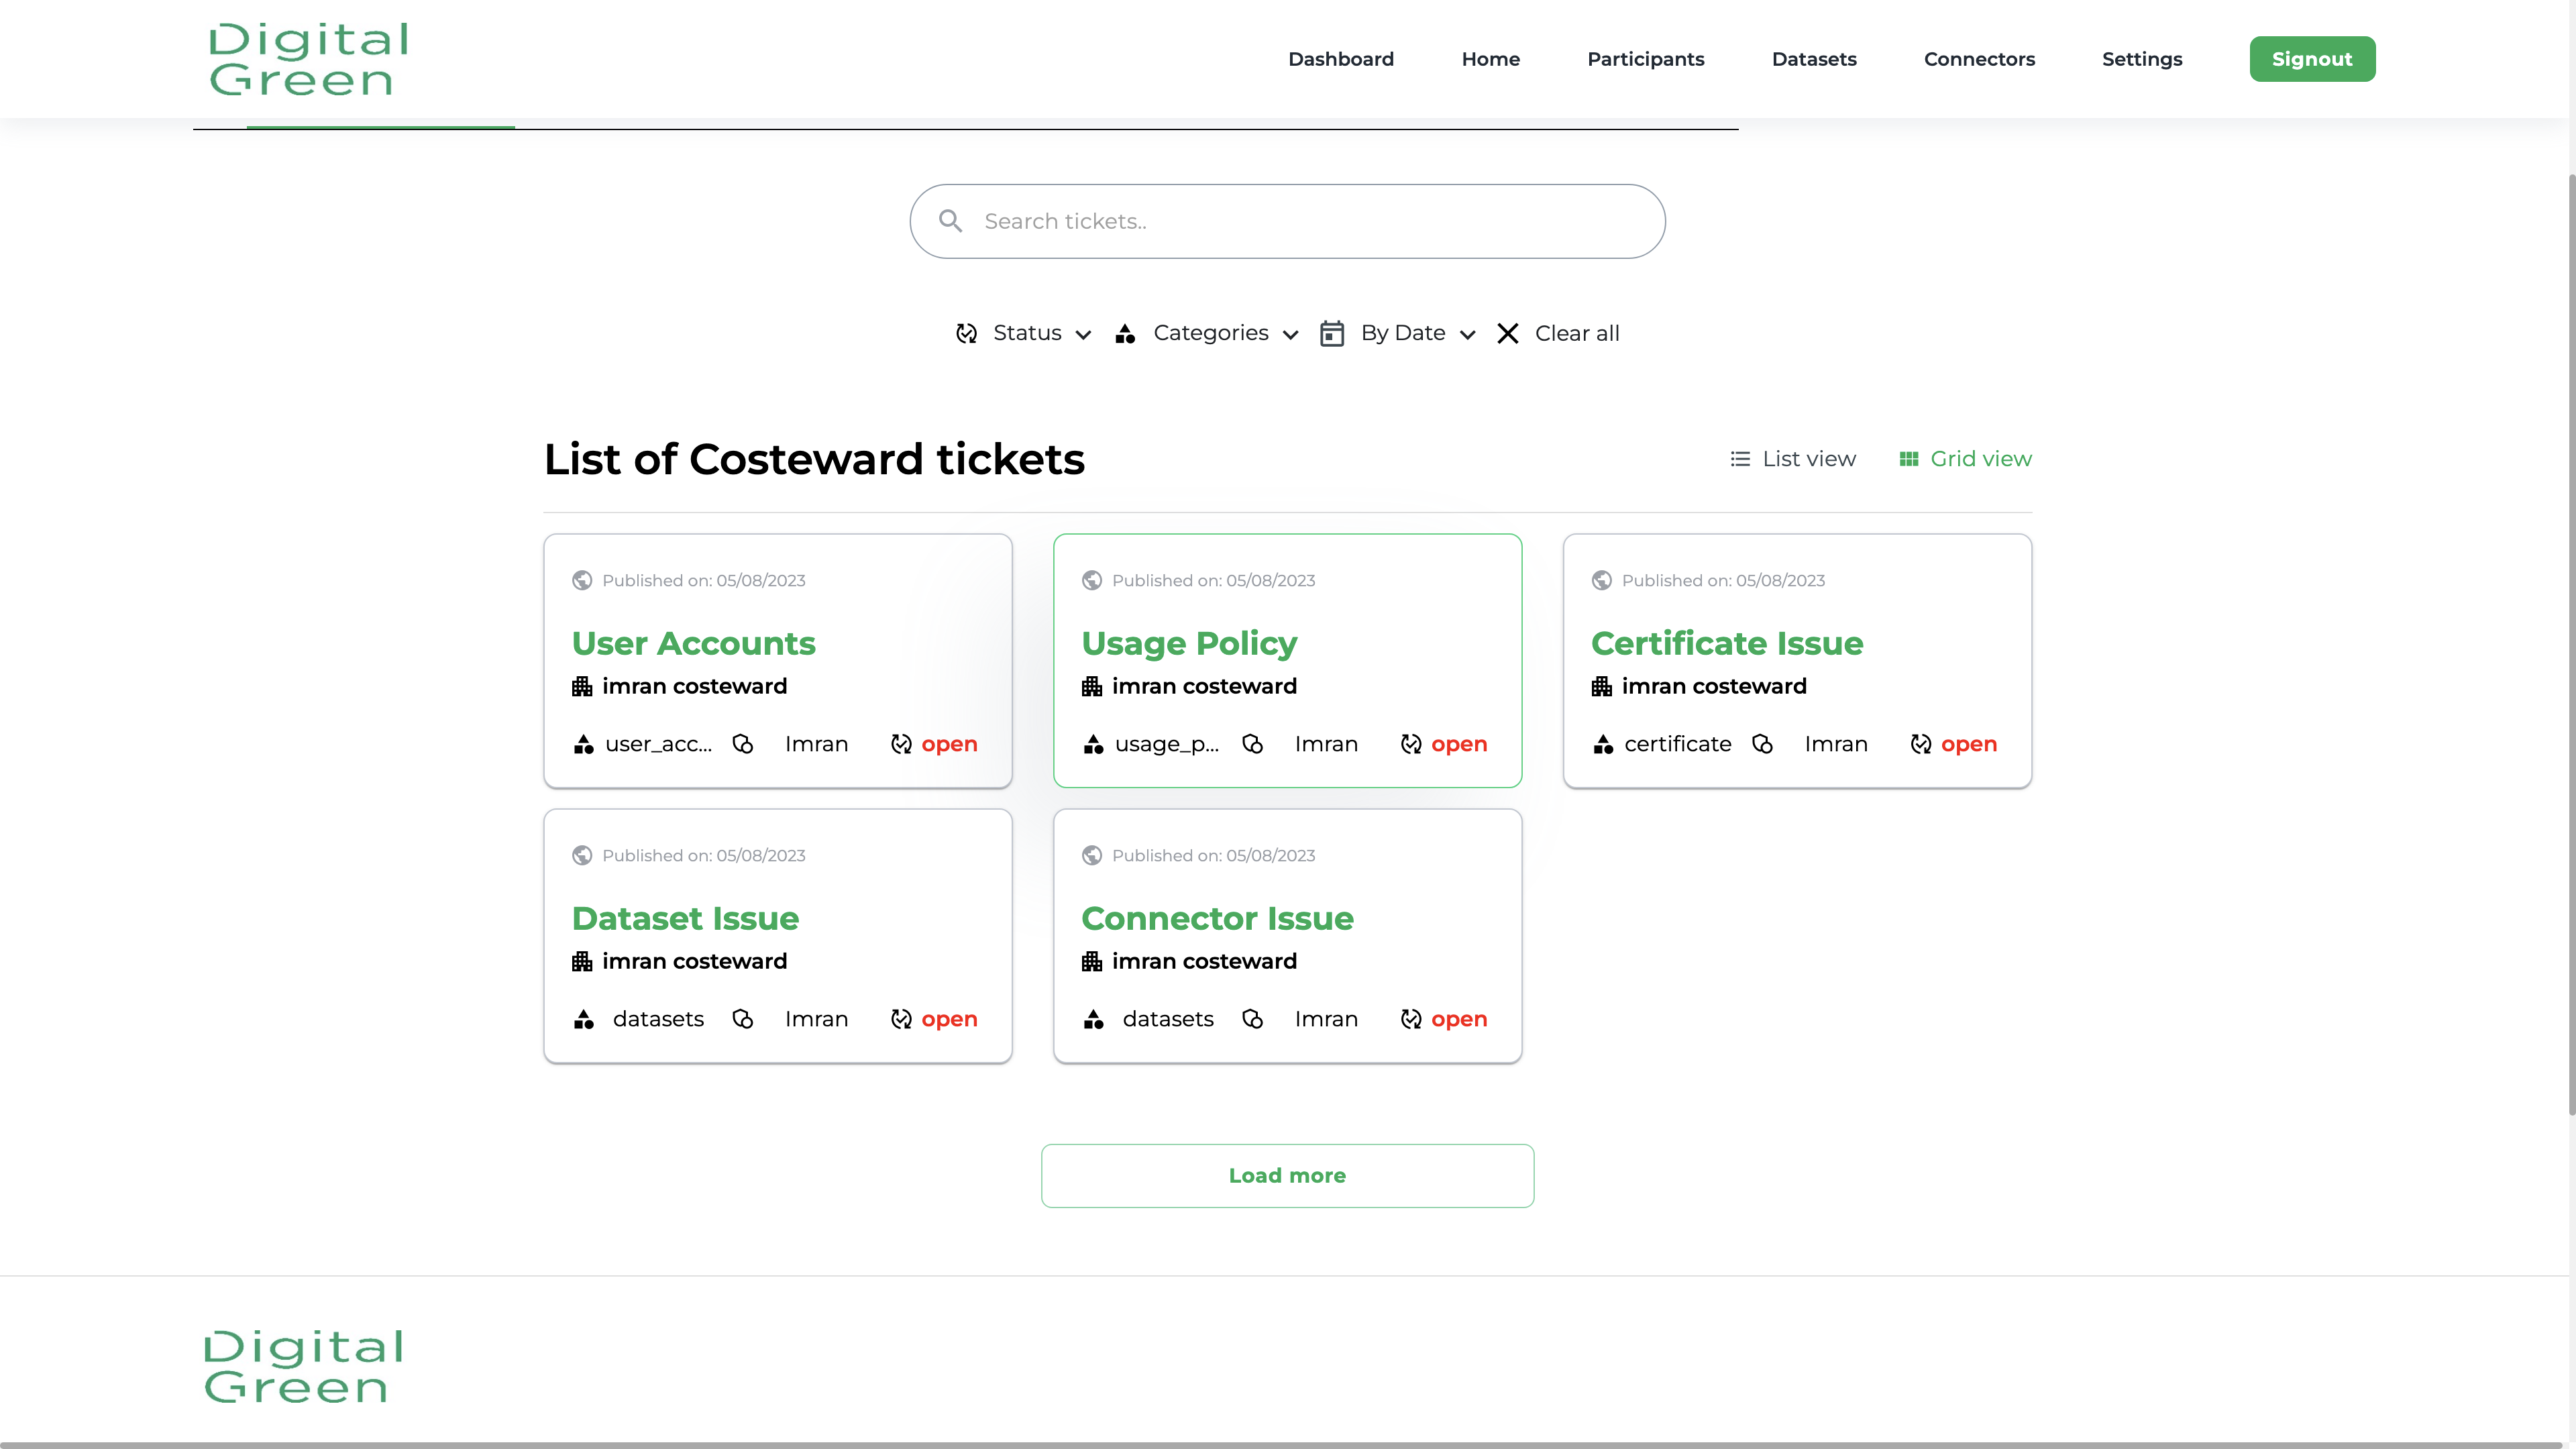 Digital
Green
Dashboard Home Participants Datasets Connectors Settings Signout
Search tickets..
Status Categories By Date Clear all
List of Costeward tickets
List view Grid view
Published on: 05/08/2023
User Accounts
imran costeward
user_acc... Imran open
Published on: 05/08/2023
Usage Policy
imran costeward
usage_p... Imran open
Published on: 05/08/2023
Certificate Issue
imran costeward
certificate Imran open
Published on: 05/08/2023
Dataset Issue
imran costeward
datasets Imran open
Published on: 05/08/2023
Connector Issue
imran costeward
datasets Imran open
Load more
Digital
Green